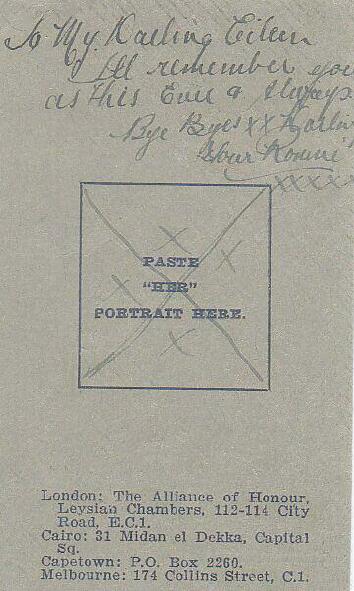 To My Darling Eileen
I'll remember you
as this Ever & Always
Bye Byes xx Darling
Your Ronnie
xxxxx
PASTE
"HER"
PORTRAIT HERE.
London: The Alliance of Honour,
Leysian Chambers, 112-114 City
Road, E.C.1.
Cairo: 31 Midan el Dekka, Capital
Sq.
Capetown: P.O. Box 2260.
Melbourne: 174 Collins Street, C.1.